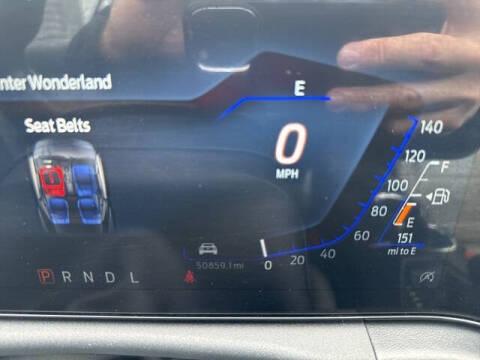 nter Wonderland
E
Seat Belts
0
MPH
140
120
100
80
60
40
20
0
F
E
151
mi to E
50859.1 mi
P R N D L